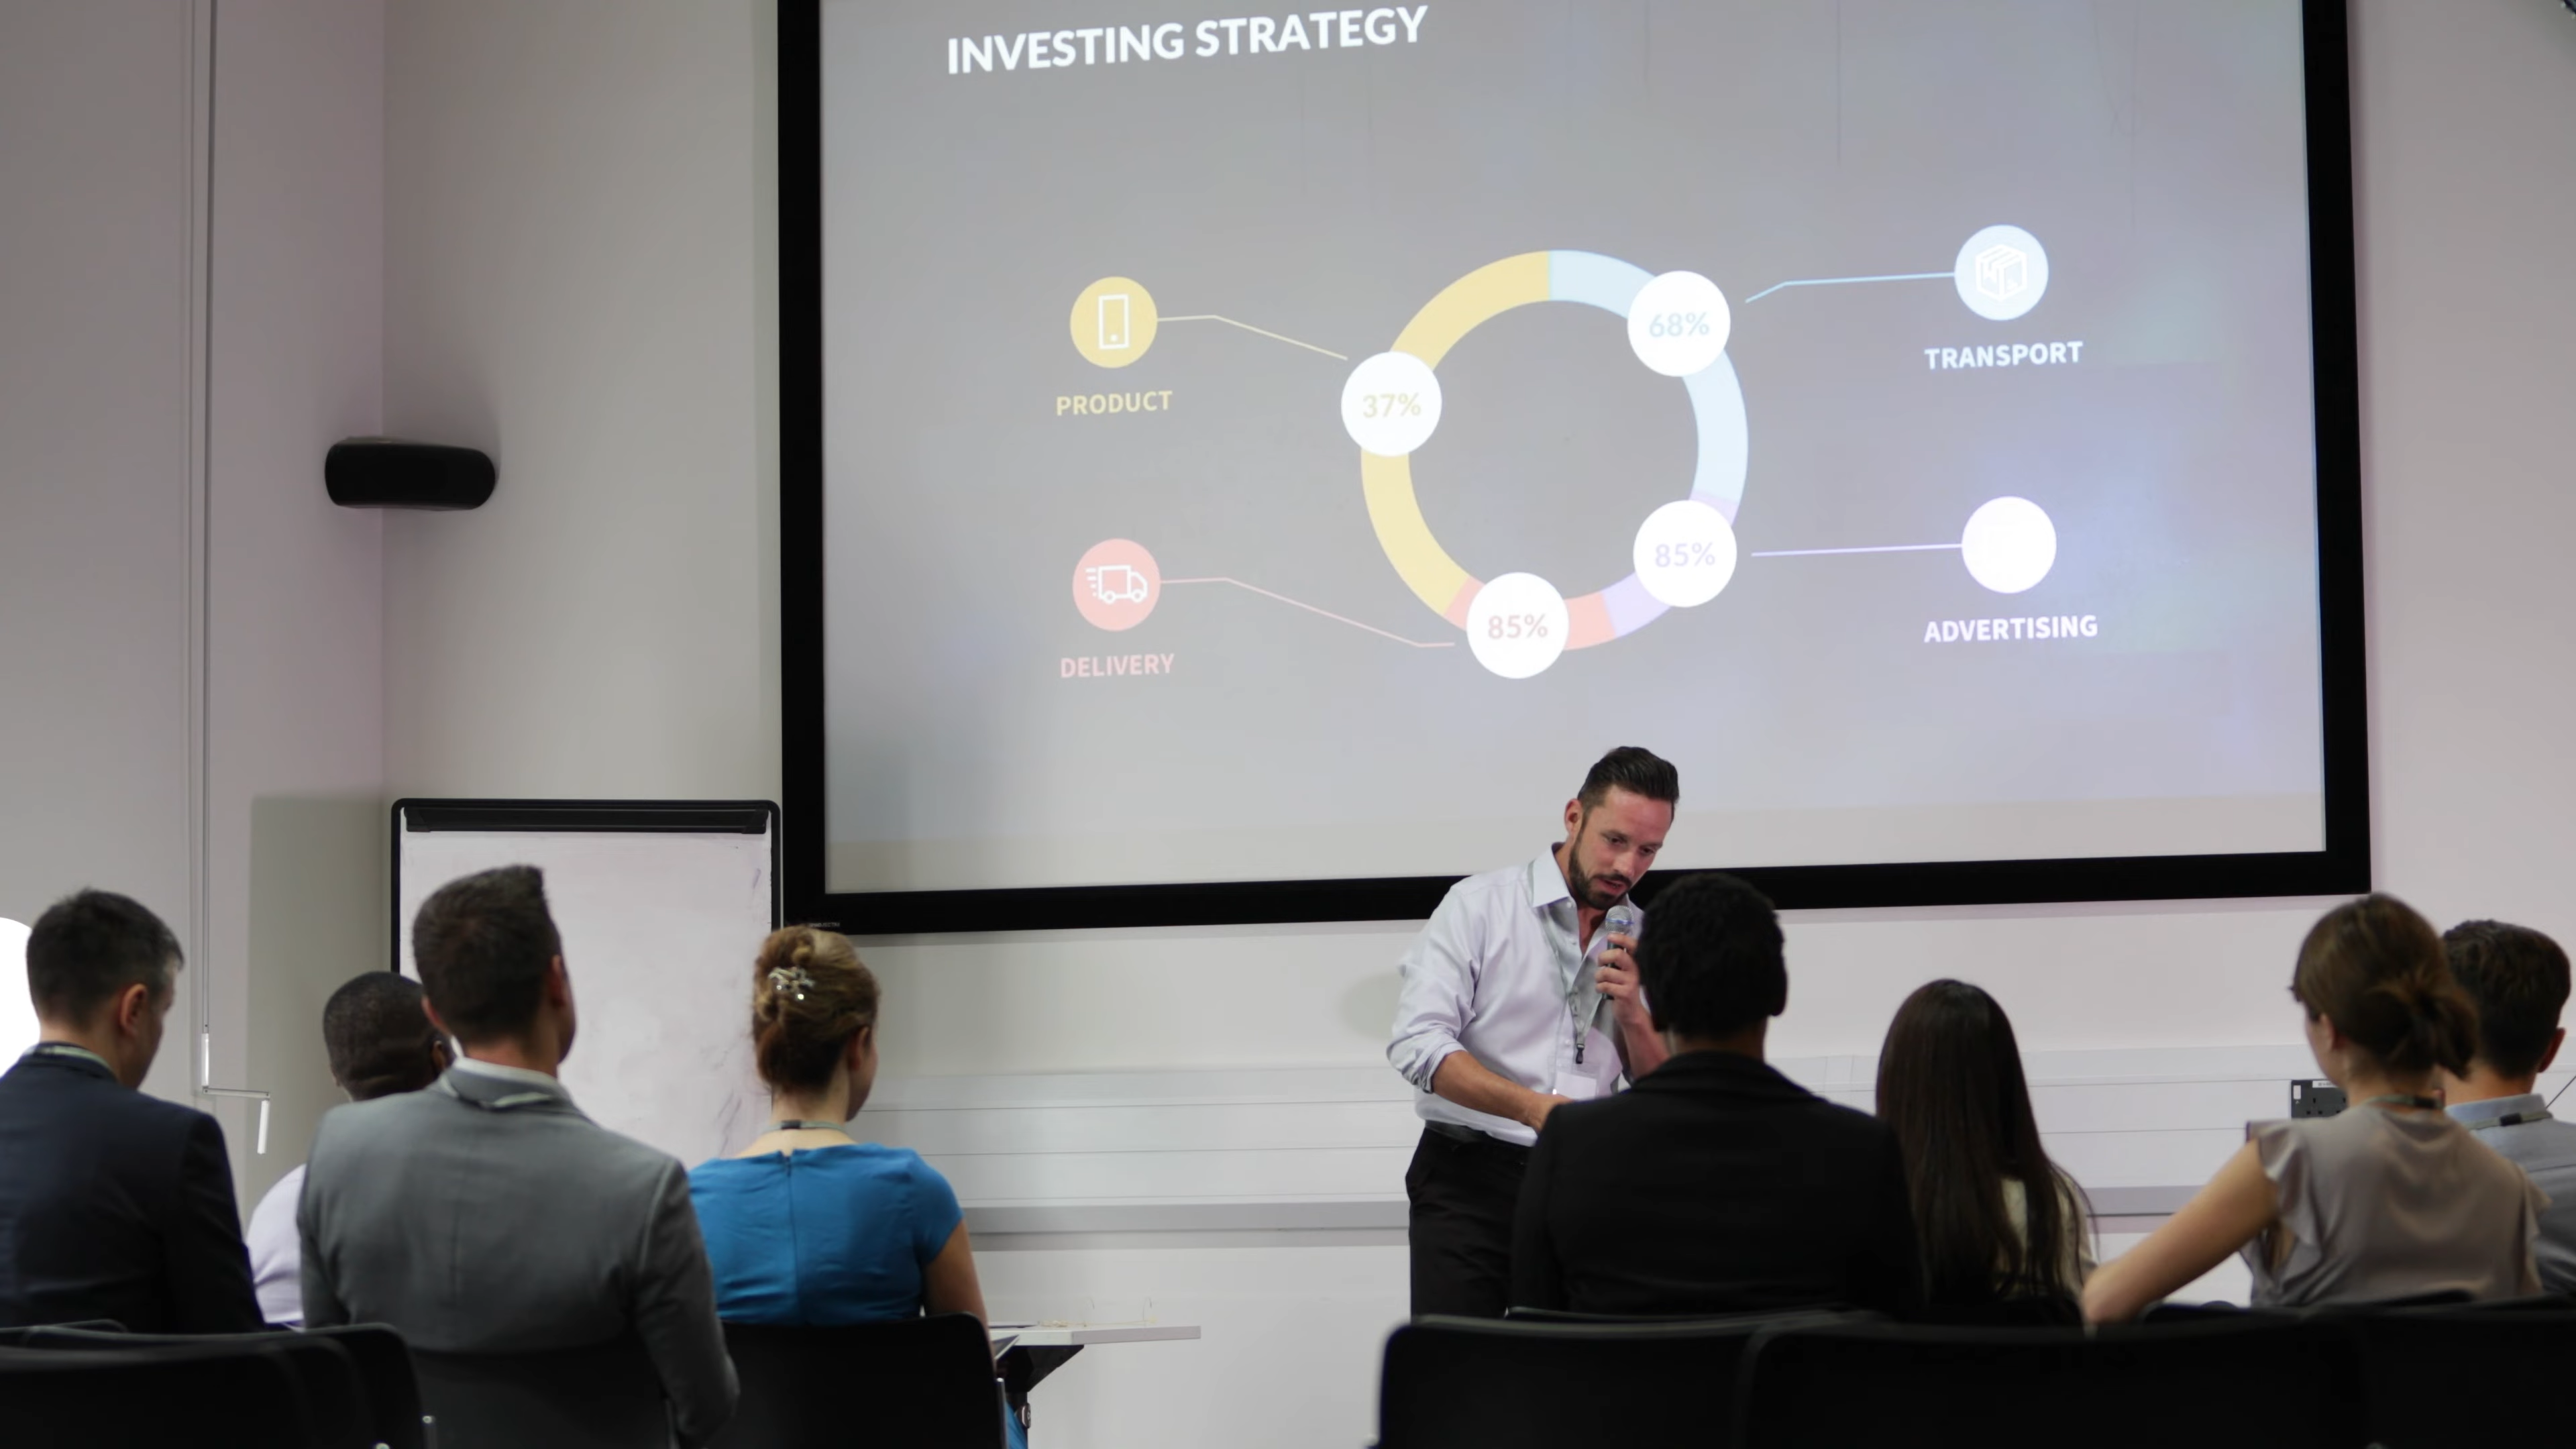 INVESTING STRATEGY
PRODUCT
37%
68%
TRANSPORT
DELIVERY
85%
85%
ADVERTISING